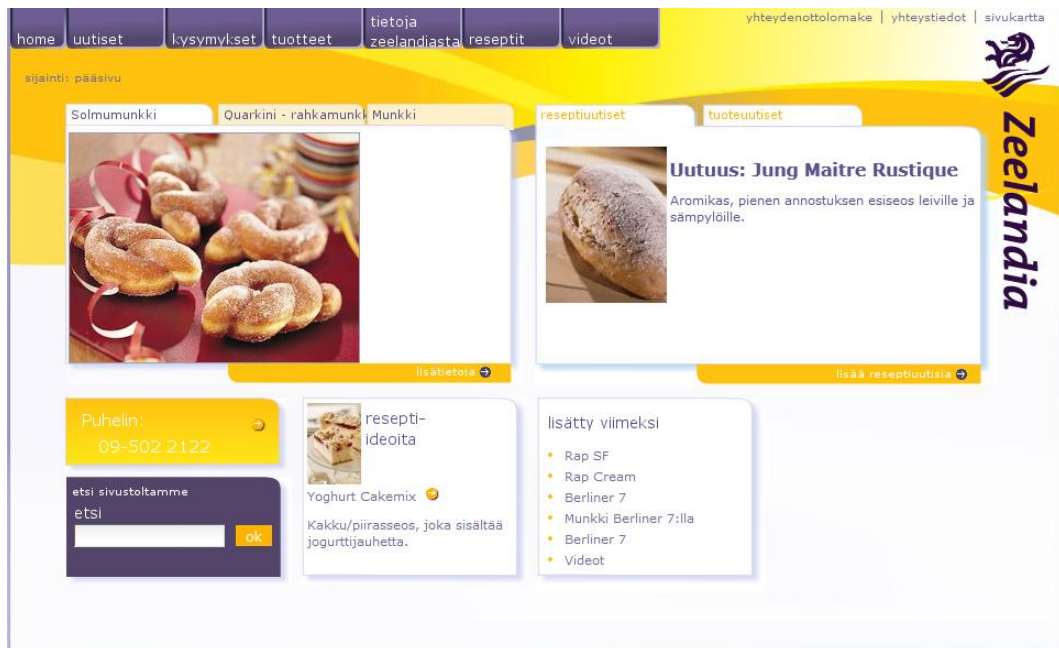 home uutiset kysymykset tuotteet tietoja zeelandiasta reseptit videot
yhteydenottolomake | yhteystiedot | sivukartta
sijainti: pääsivu
Zeelandia
Solmumunkki Quarkini - rahkamunkk Munkki
lisätietoja
reseptiuutiset tuoteuutiset
Uutuus: Jung Maitre Rustique
Aromikas, pienen annostuksen esiseos leiville ja
sämpylöille.
lisää reseptiuutisia
Puhelin:
09-502 2122
etsi sivustoltamme
etsi
ok
resepti-
ideoita
Yoghurt Cakemix
Kakku/piirasseos, joka sisältää
jogurttijauhetta.
lisätty viimeksi
Rap SF
Rap Cream
Berliner 7
Munkki Berliner 7:lla
Berliner 7
Videot